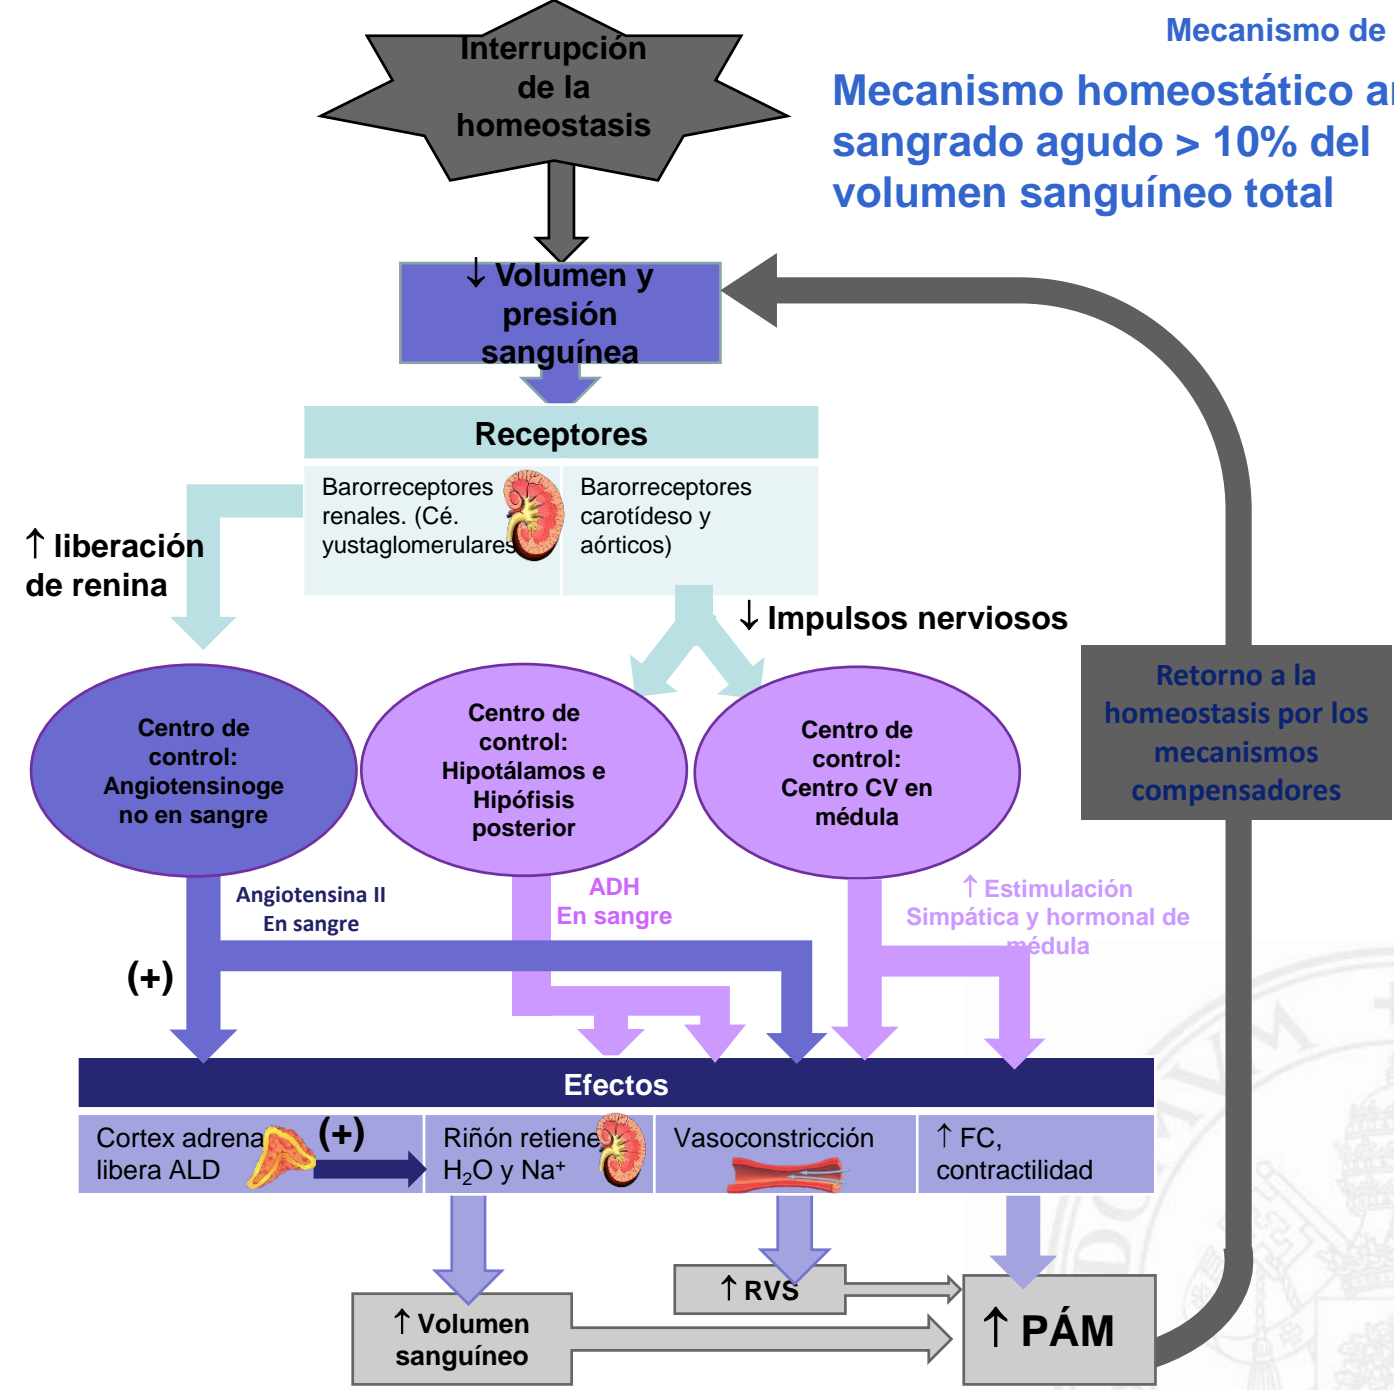 Mecanismo de
Interrupción
de la
homeostasis
Mecanismo homeostático
sangrado agudo > 10% del
volumen sanguíneo total
↓ Volumen y
presión
sanguínea
Receptores
Barorreceptores
renales. (Cé.
yustaglomerulares
Barorreceptores
carotídeso y
aórticos)
↑ liberación
de renina
↓ Impulsos nerviosos
Centro de
control:
Angiotensinoge
no en sangre
Centro de
control:
Hipotálamos e
Hipófisis
posterior
Centro de
control:
Centro CV en
médula
Retorno a la
homeostasis por los
mecanismos
compensadores
Angiotensina II
En sangre
ADH
En sangre
↑ Estimulación
Simpática y hormonal de
médula
(+)
Efectos
Cortex adrena
libera ALD
(+)
Riñón retiene
H₂O y Na⁺
Vasoconstricción
↑ FC,
contractilidad
↑ Volumen
sanguíneo
↑ RVS
↑ PÁM